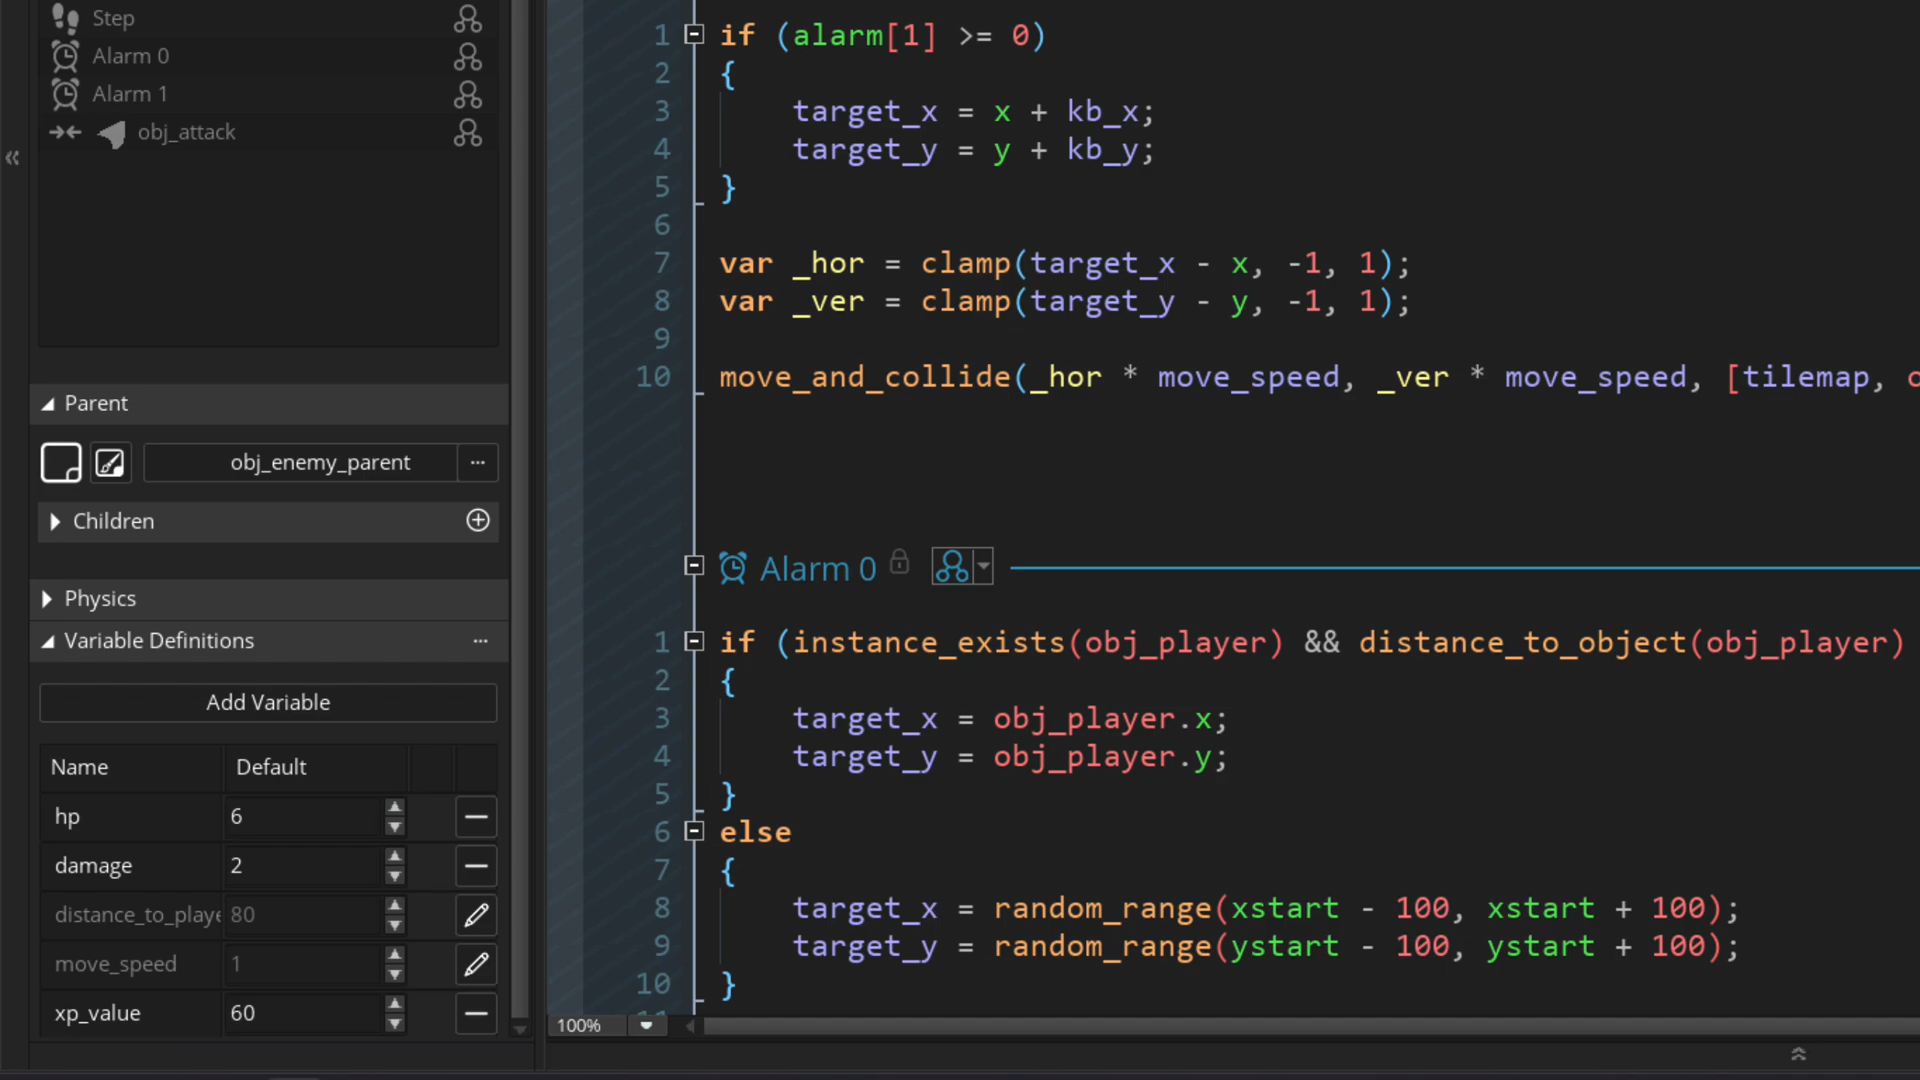 Step
Alarm 0
Alarm 1
obj_attack
Parent
obj_enemy_parent
...
Children
Physics
Variable Definitions
...
Add Variable
Name Default
hp 6
damage 2
distance_to_playe 80
move_speed 1
xp_value 60
1 if (alarm[1] >= 0)
2 {
3 target_x = x + kb_x;
4 target_y = y + kb_y;
5 }
6
7 var _hor = clamp(target_x - x, -1, 1);
8 var _ver = clamp(target_y - y, -1, 1);
9
10 move_and_collide(_hor * move_speed, _ver * move_speed, [tilemap,
Alarm 0
1 if (instance_exists(obj_player) && distance_to_object(obj_player)
2 {
3 target_x = obj_player.x;
4 target_y = obj_player.y;
5 }
6 else
7 {
8 target_x = random_range(xstart - 100, xstart + 100);
9 target_y = random_range(ystart - 100, ystart + 100);
10 }
100%